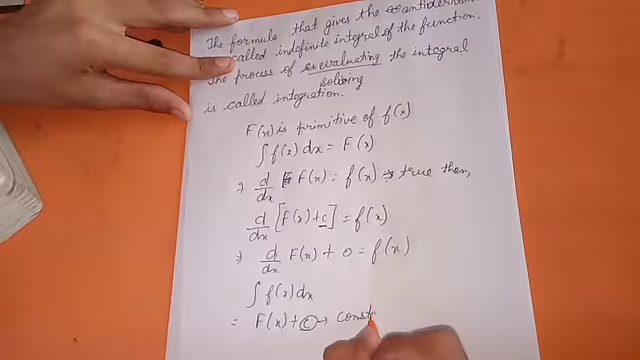 The formula that gives the antiderivative
called indefinite integral of the function.
The process of evaluating the integral
solving
is called integration.
F(x) is primitive of f(x)
∫f(x) dx = F(x)
⇒ d/dx F(x) = f(x) → true then,
d/dx [F(x) + c] = f(x)
⇒ d/dx F(x) + 0 = f(x)
∫f(x) dx
= F(x) + c → const